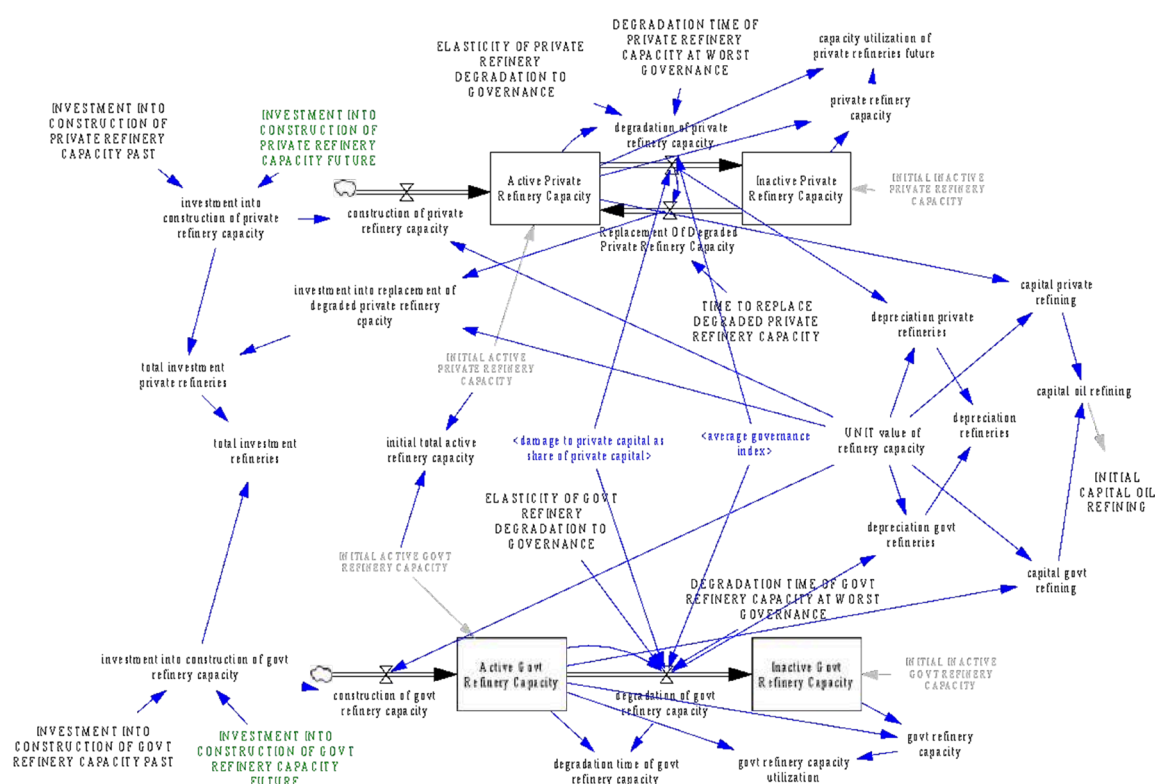 DEGRADATION TIME OF
PRIVATE REFINERY
CAPACITY AT WORST
GOVERNANCE
ELASTICITY OF PRIVATE
REFINERY
DEGRADATION TO
GOVERNANCE
capacity utilization of
private refineries future
INVESTMENT INTO
CONSTRUCTION OF
PRIVATE REFINERY
CAPACITY PAST
INVESTMENT INTO
CONSTRUCTION OF
PRIVATE REFINERY
CAPACITY FUTURE
private refinery
capacity
degradation of private
refinery capacity
Active Private
Refinery Capacity
Inactive Private
Refinery Capacity
INITIAL INACTIVE
PRIVATE REFINERY
CAPACITY
investment into
construction of private
refinery capacity
construction of private
refinery capacity
Replacement Of Degraded
Private Refinery Capacity
investment into replacement of
degraded private refinery
cpacity
TIME TO REPLACE
DEGRADED PRIVATE
REFINERY CAPACITY
capital private
refining
depreciation private
refineries
total investment
private refineries
INITIAL ACTIVE
PRIVATE REFINERY
CAPACITY
capital oil refining
total investment
refineries
initial total active
refinery capacity
<damage to private capital as
share of private capital>
<average governance
index>
UNIT value of
refinery capacity
depreciation
refineries
INITIAL
CAPITAL OIL
REFINING
ELASTICITY OF GOVT
REFINERY
DEGRADATION TO
GOVERNANCE
depreciation govt
refineries
INITIAL ACTIVE GOVT
REFINERY CAPACITY
DEGRADATION TIME OF GOVT
REFINERY CAPACITY AT WORST
GOVERNANCE
capital govt
refining
investment into construction of govt
refinery capacity
construction of govt
refinery capacity
Active Govt
Refinery Capacity
degradation of govt
refinery capacity
Inactive Govt
Refinery Capacity
INITIAL INACTIVE
GOVT REFINERY
CAPACITY
INVESTMENT INTO
CONSTRUCTION OF GOVT
REFINERY CAPACITY PAST
INVESTMENT INTO
CONSTRUCTION OF GOVT
REFINERY CAPACITY
FUTURE
degradation time of govt
refinery capacity
govt refinery capacity
utilization
govt refinery
capacity